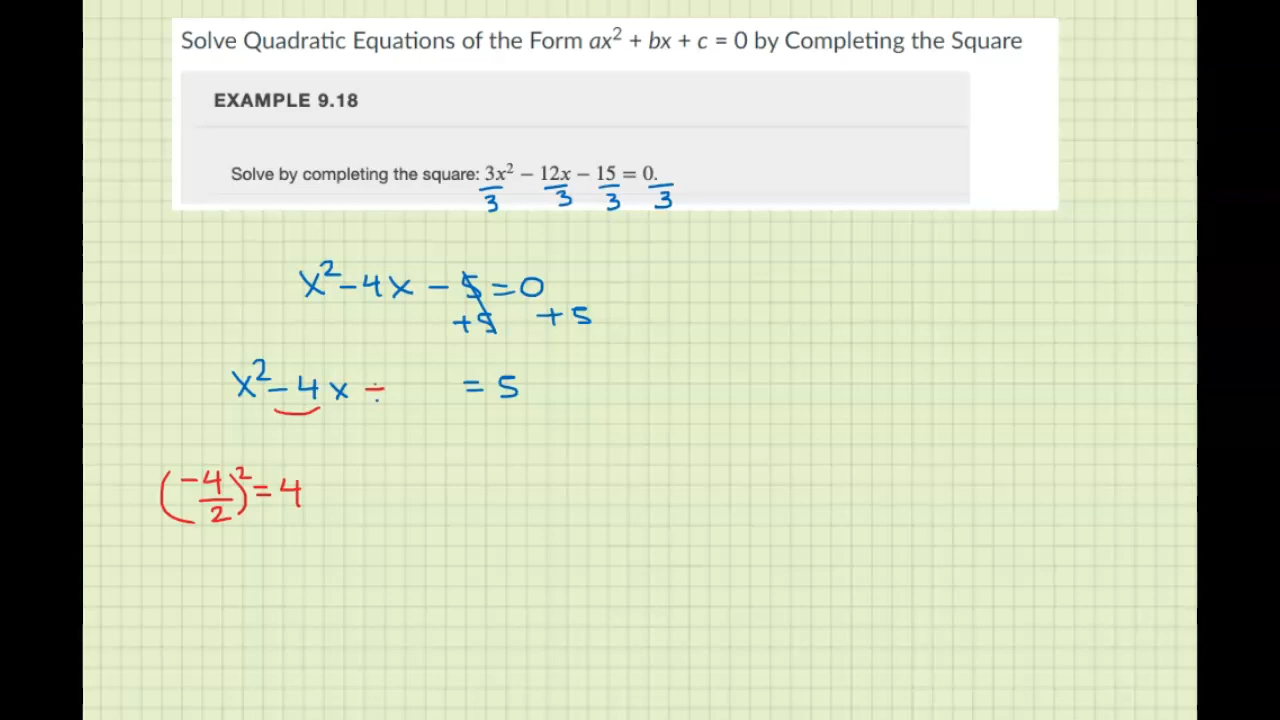 Solve Quadratic Equations of the Form ax² + bx + c = 0 by Completing the Square
EXAMPLE 9.18
Solve by completing the square: 3x² − 12x − 15 = 0.
3 3 3 3
x² − 4x − 5 = 0
+5 +5
x² − 4x ÷ = 5
(−4/2)² = 4